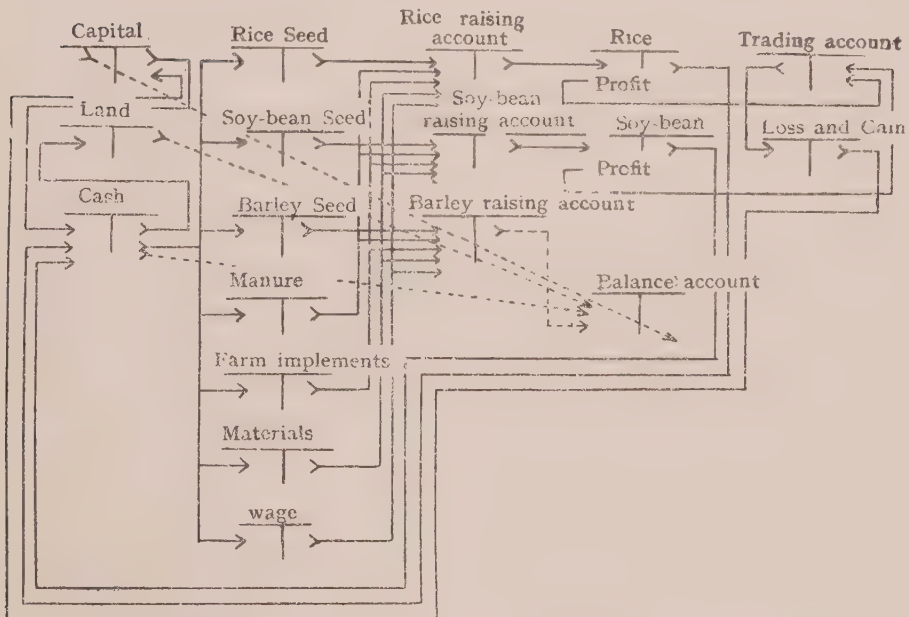 Capital
Rice Seed
Rice raising
account
Rice
Trading account
Land
Soy-bean Seed
Soy-bean
raising account
Profit
Soy-bean
Loss and Gain
Cash
Barley Seed
Barley raising account
Profit
Manure
Balance account
Farm implements
Materials
wage